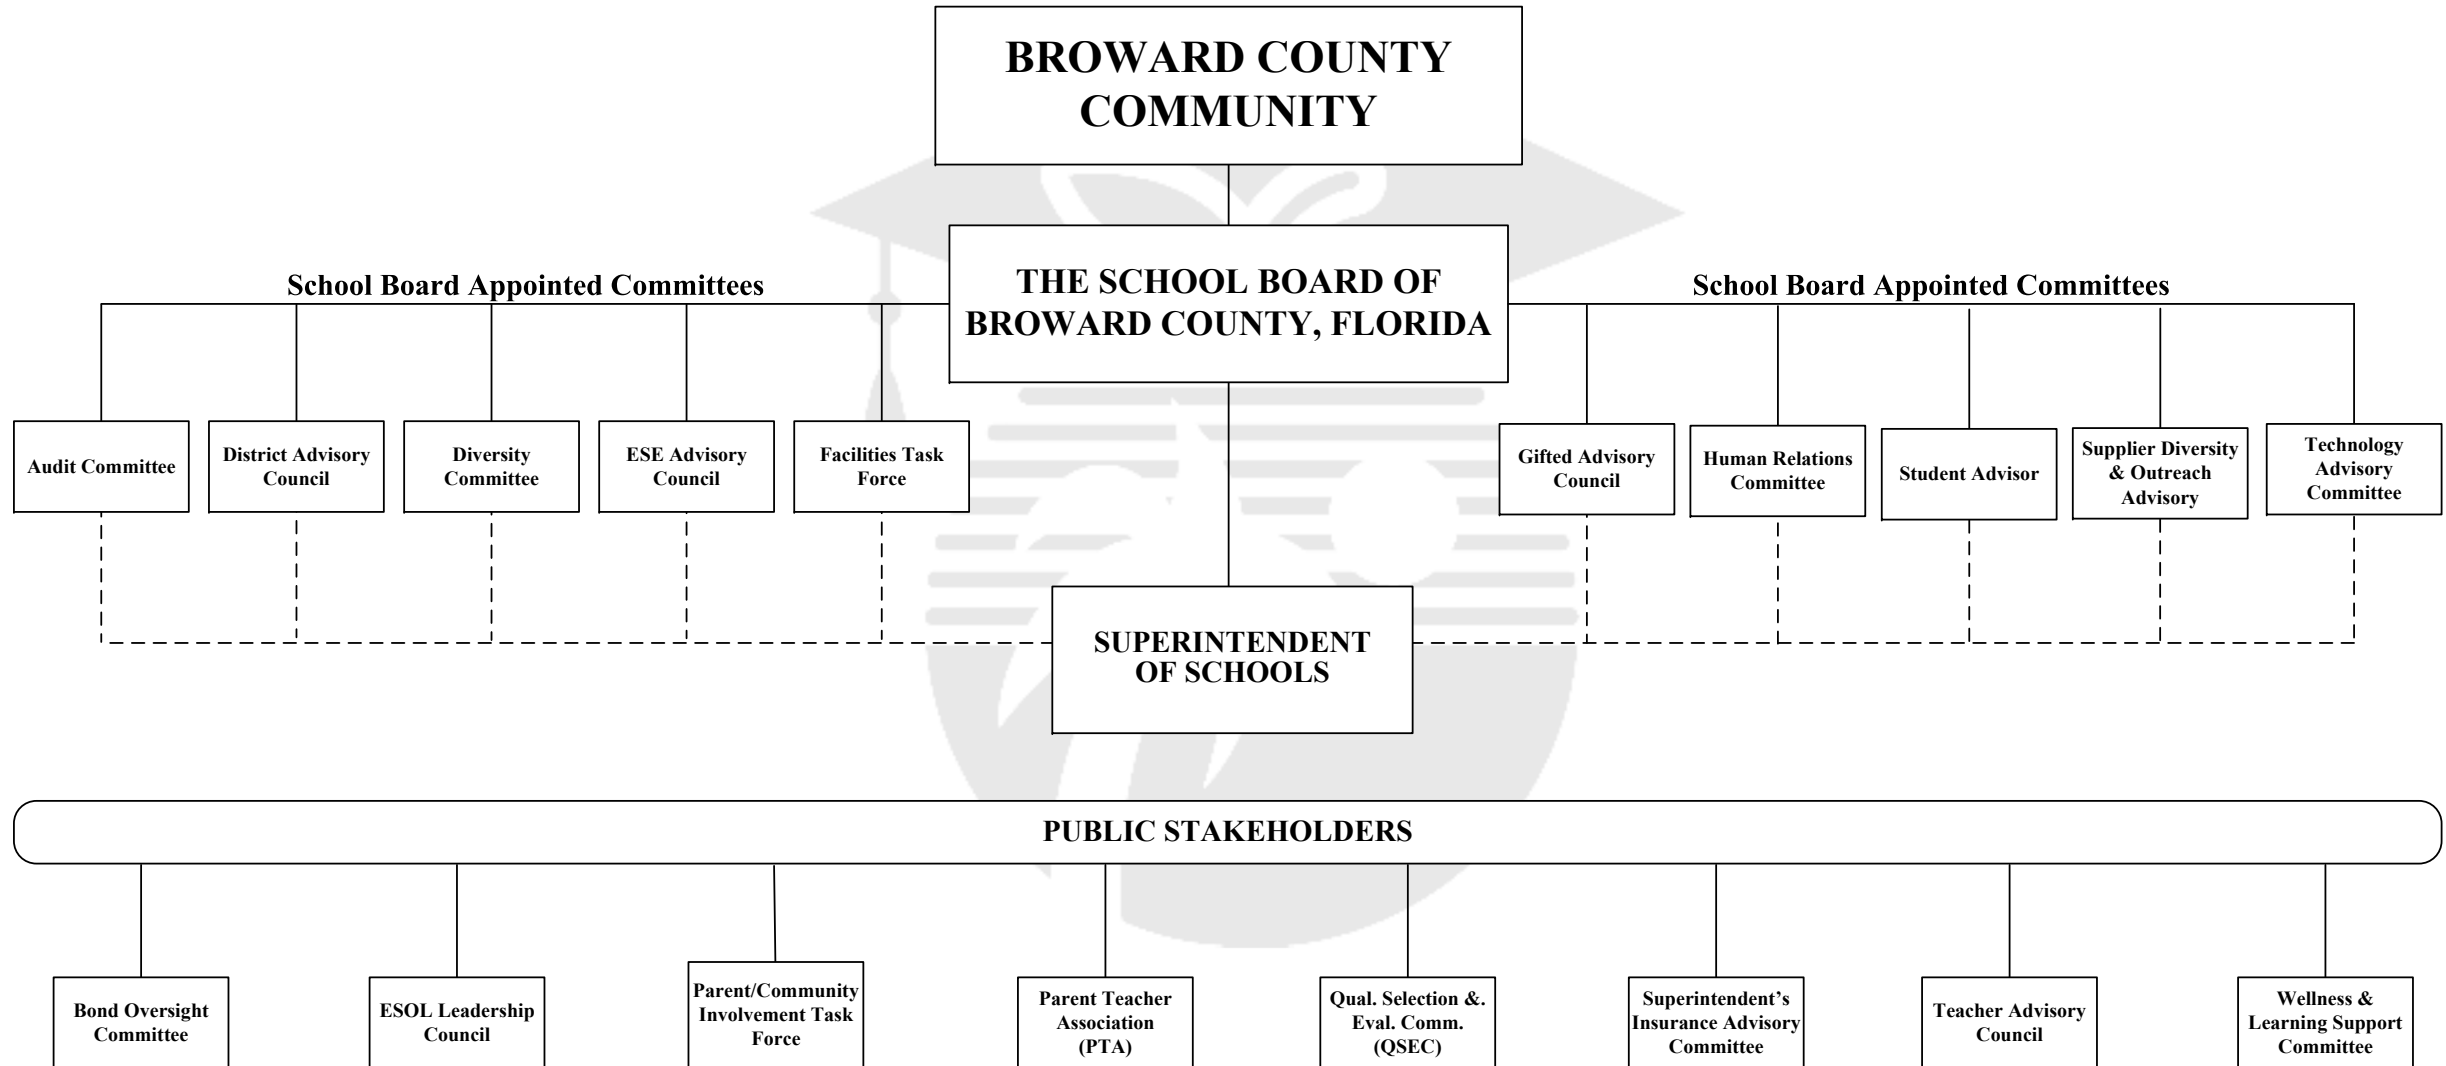 BROWARD COUNTY
COMMUNITY
THE SCHOOL BOARD OF
BROWARD COUNTY, FLORIDA
School Board Appointed Committees
School Board Appointed Committees
Audit Committee
District Advisory
Council
Diversity
Committee
ESE Advisory
Council
Facilities Task
Force
Gifted Advisory
Council
Human Relations
Committee
Student Advisor
Supplier Diversity
& Outreach
Advisory
Technology
Advisory
Committee
SUPERINTENDENT
OF SCHOOLS
PUBLIC STAKEHOLDERS
Bond Oversight
Committee
ESOL Leadership
Council
Parent/Community
Involvement Task
Force
Parent Teacher
Association
(PTA)
Qual. Selection &.
Eval. Comm.
(QSEC)
Superintendent’s
Insurance Advisory
Committee
Teacher Advisory
Council
Wellness &
Learning Support
Committee